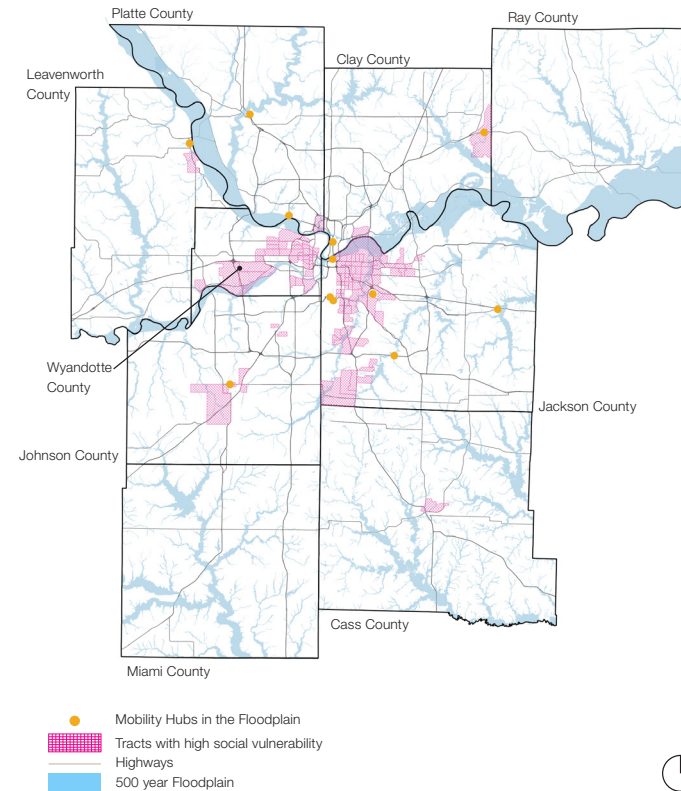 Platte County
Ray County
Clay County
Leavenworth
County
Wyandotte
County
Jackson County
Johnson County
Cass County
Miami County
Mobility Hubs in the Floodplain
Tracts with high social vulnerability
Highways
500 year Floodplain